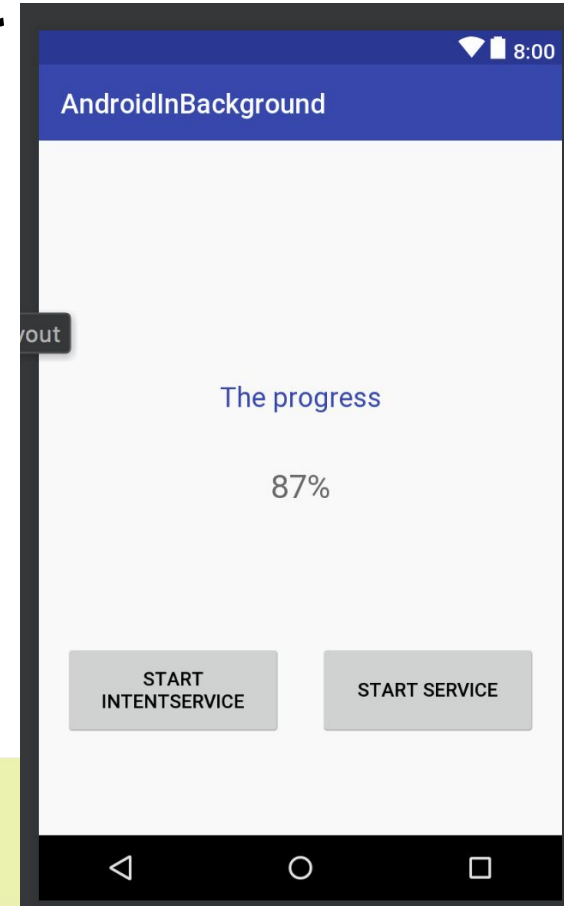 8:00
AndroidInBackground
yout
The progress
87%
START
INTENTSERVICE
START SERVICE